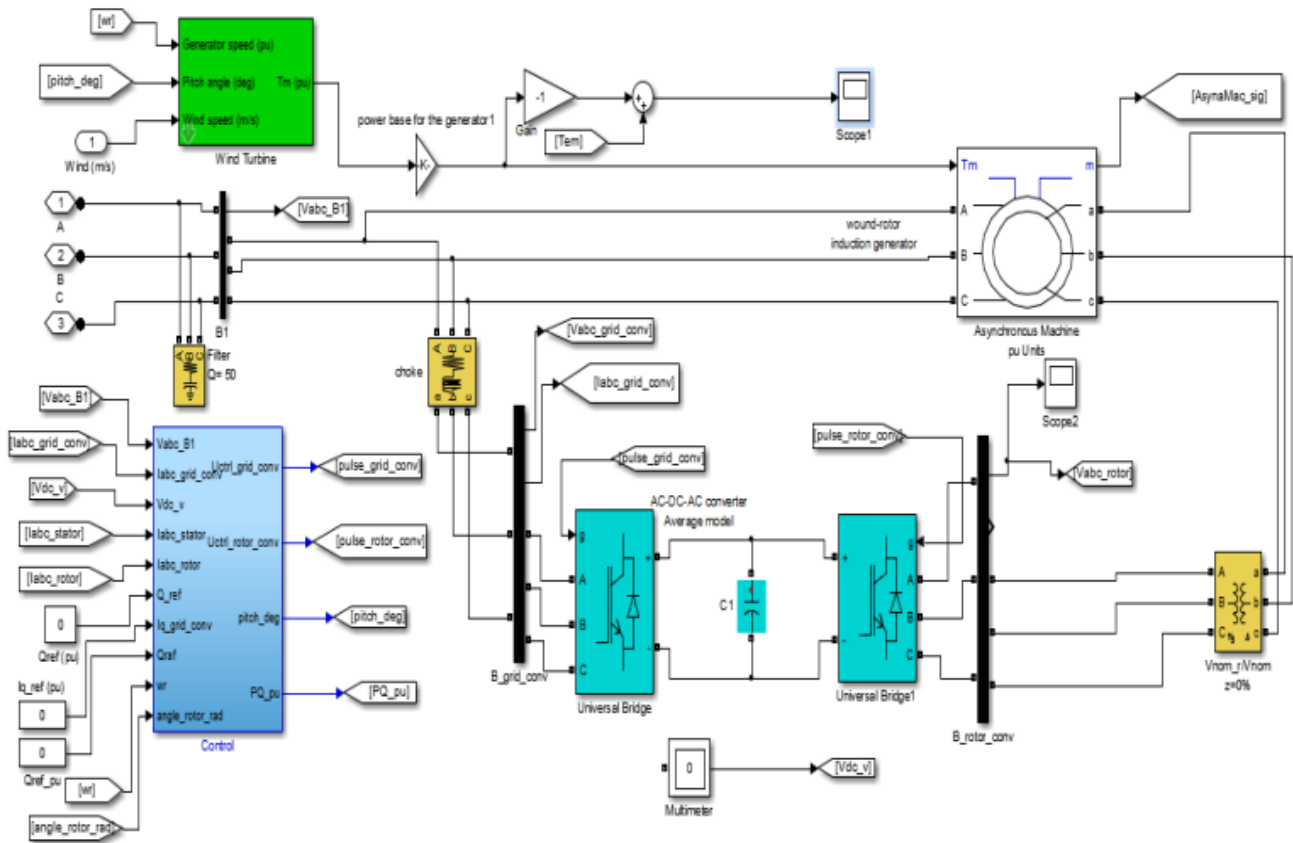 [wr]
Generator speed (pu)
[pitch_deg]
Pitch angle (deg)
Tm (pu)
1
Wind speed (m/s)
Wind (m/s)
Wind Turbine
power base for the generator1
-K-
-1
Gain
[Tem]
Scope1
[AsynaMac_sig]
1
A
2
B
C
3
[Vabc_B1]
B1
A B C
Filter
Q= 50
choke
A B C
a b c
wound-rotor
induction generator
Tm
m
A
a
B
b
C
c
Asynchronous Machine
pu Units
[Vabc_grid_conv]
[Iabc_grid_conv]
[pulse_grid_conv]
[pulse_rotor_conv]
Scope2
[Vabc_rotor]
[Vabc_B1]
[Iabc_grid_conv]
[Vdc_v]
[Iabc_stator]
[Iabc_rotor]
0
Qref (pu)
Iq_ref (pu)
0
0
Qref_pu
[wr]
[angle_rotor_rad]
Vabc_B1
Iabc_grid_conv
Vdc_v
Iabc_stator
Iabc_rotor
Q_ref
Iq_grid_conv
Qraf
wr
angle_rotor_rad
Uctrl_grid_conv
Uctrl_rotor_conv
pitch_deg
PQ_pu
Control
[pulse_grid_conv]
[pulse_rotor_conv]
[pitch_deg]
[PQ_pu]
B_grid_conv
AC-DC-AC converter
Average model
g
A
B
C
+
-
Universal Bridge
C1
+
-
g
A
B
C
Universal Bridge1
B_rotor_conv
A
B
C
a
b
c
Vnom_r/Vnom
z=0%
0
Multimeter
[Vdc_v]